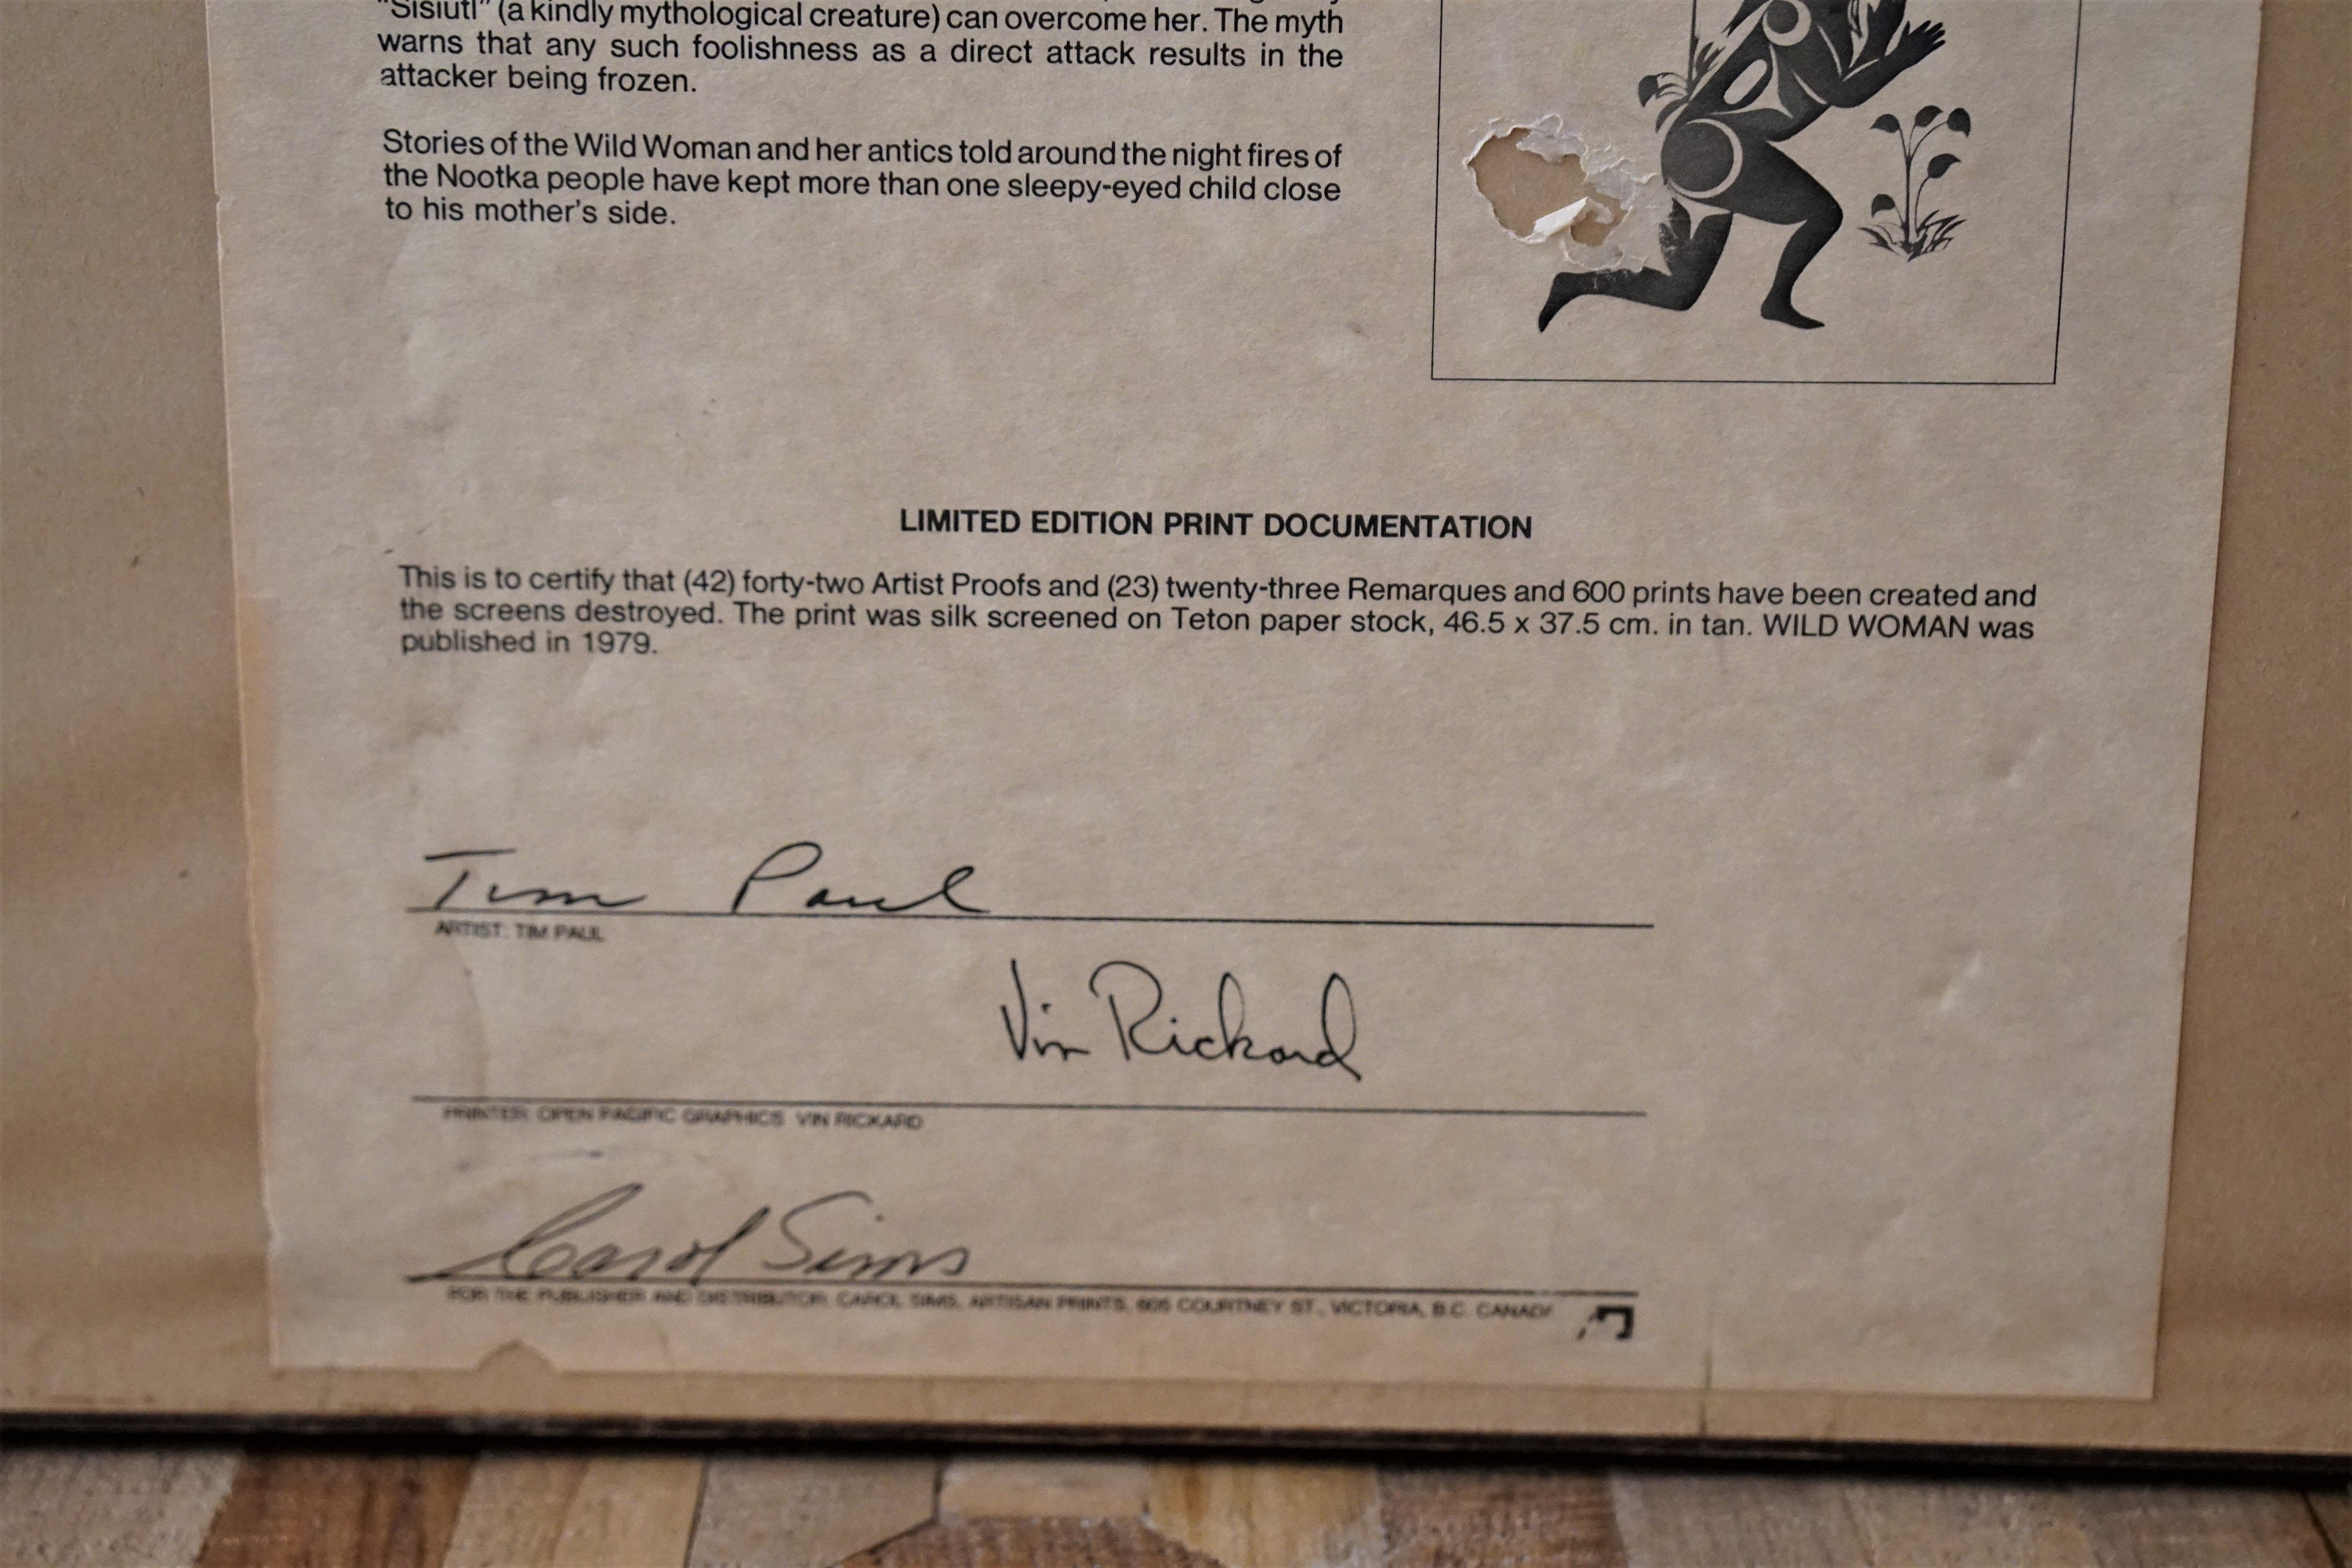 "Sisiutl" (a kindly mythological creature) can overcome her. The myth
warns that any such foolishness as a direct attack results in the
attacker being frozen.
Stories of the Wild Woman and her antics told around the night fires of
the Nootka people have kept more than one sleepy-eyed child close
to his mother's side.
LIMITED EDITION PRINT DOCUMENTATION
This is to certify that (42) forty-two Artist Proofs and (23) twenty-three Remarques and 600 prints have been created and
the screens destroyed. The print was silk screened on Teton paper stock, 46.5 x 37.5 cm. in tan. WILD WOMAN was
published in 1979.
Tim Paul
ARTIST: TIM PAUL
Vin Rickard
PRINTER: OPEN PACIFIC GRAPHICS VIN RICKARD
Carol Sims
FOR THE PUBLISHER AND DISTRIBUTOR: CAROL SIMS, ARTISAN PRINTS, 605 COURTNEY ST., VICTORIA, B.C. CANADA